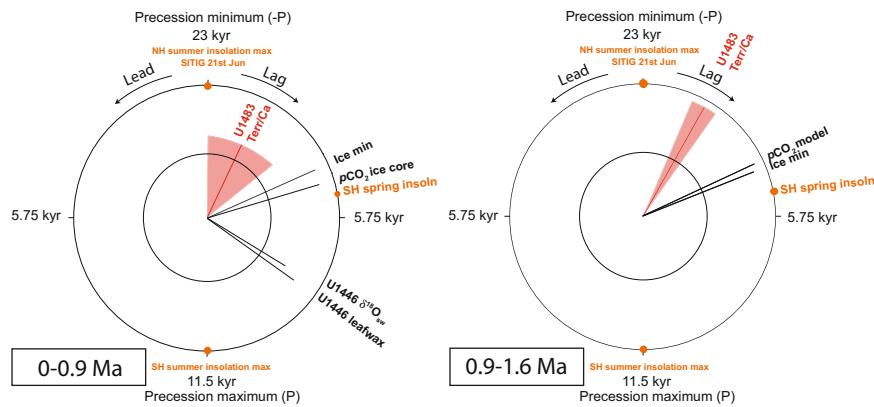 Precession minimum (-P)
23 kyr
NH summer insolation max
SITIG 21st Jun
Lead
Lag
U1483
Terr/Ca
Ice min
pCO₂ ice core
SH spring insoln
5.75 kyr
5.75 kyr
U1446 δ¹⁸Osw
U1446 leafwax
0-0.9 Ma
SH summer insolation max
11.5 kyr
Precession maximum (P)
Precession minimum (-P)
23 kyr
NH summer insolation max
SITIG 21st Jun
Lead
Lag
U1483
Terr/Ca
pCO₂ model
Ice min
SH spring insoln
5.75 kyr
5.75 kyr
0.9-1.6 Ma
SH summer insolation max
11.5 kyr
Precession maximum (P)